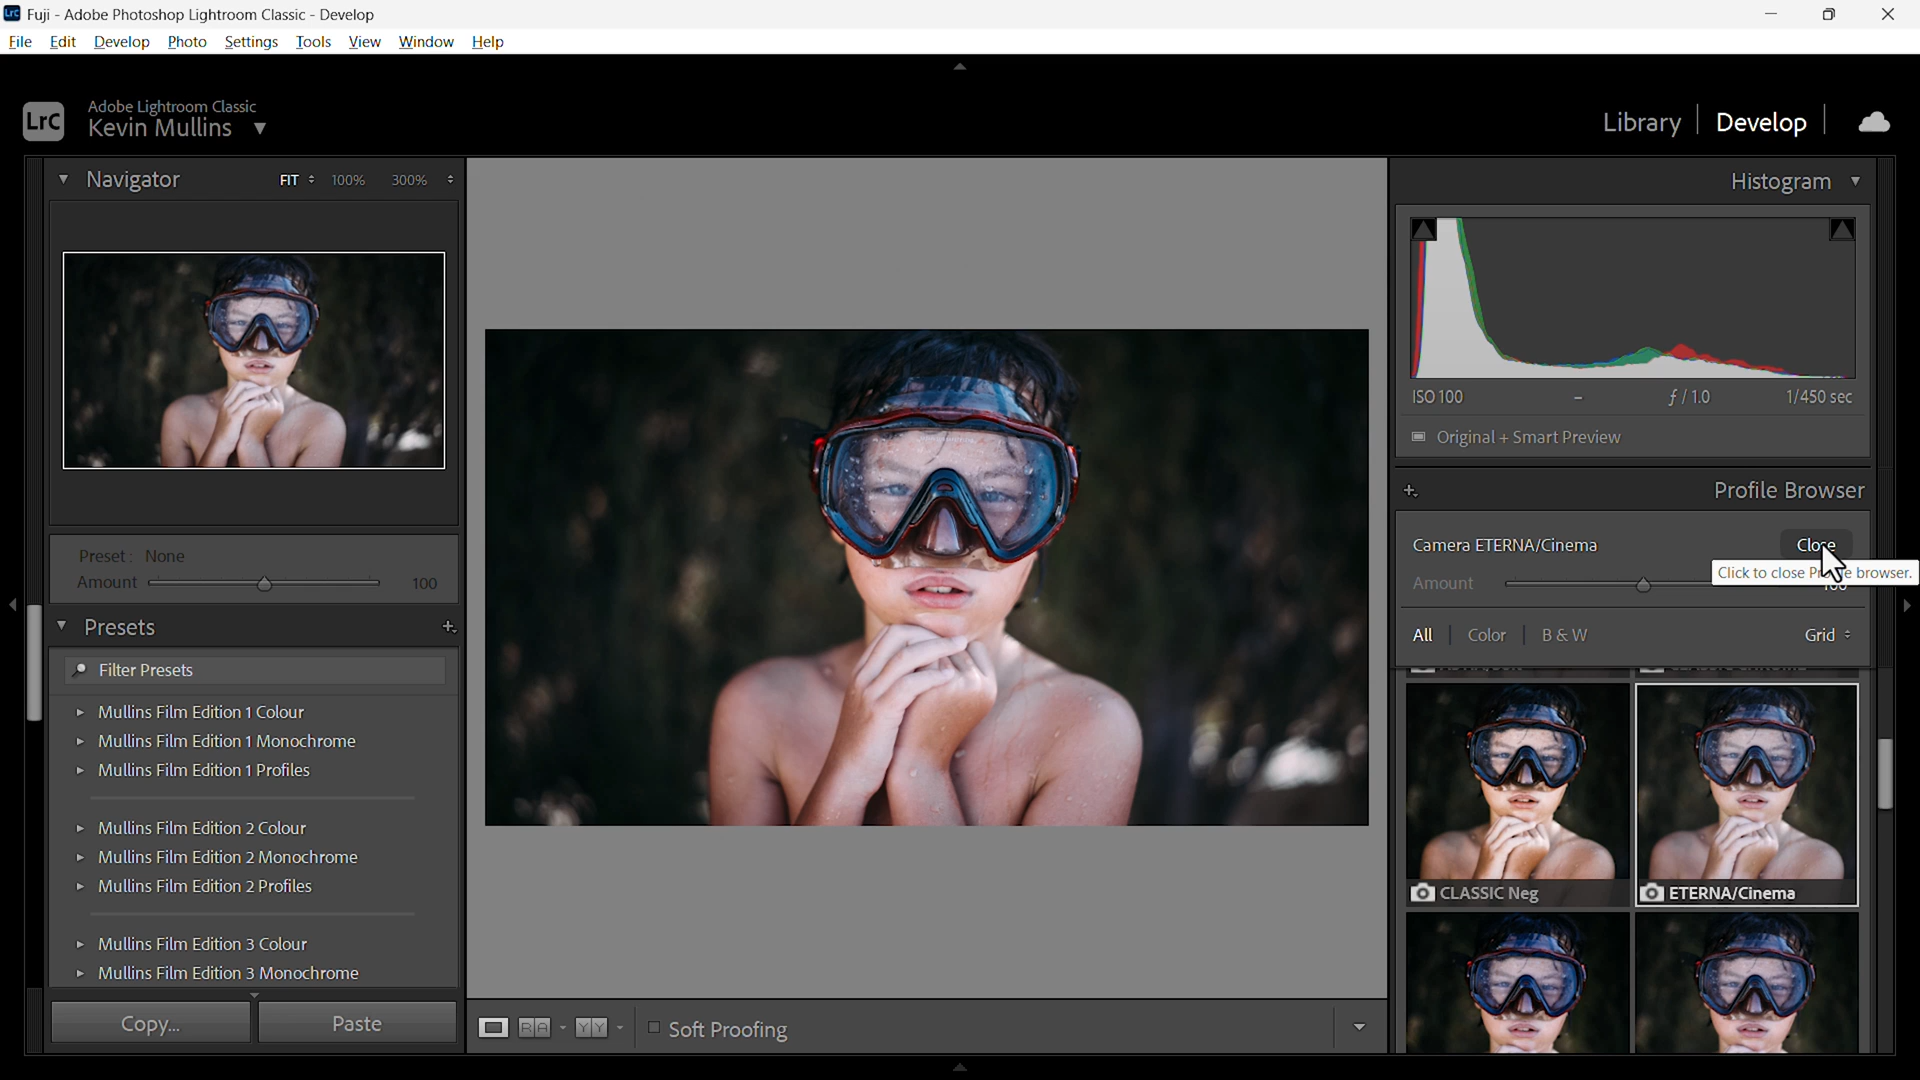 Fuji - Adobe Photoshop Lightroom Classic - Develop
File Edit Develop Photo Settings Tools View Window Help
LrC
Adobe Lightroom Classic
Kevin Mullins
Library | Develop
Navigator FIT 100% 300%
Preset: None
Amount 100
Presets
Filter Presets
Mullins Film Edition 1 Colour
Mullins Film Edition 1 Monochrome
Mullins Film Edition 1 Profiles
Mullins Film Edition 2 Colour
Mullins Film Edition 2 Monochrome
Mullins Film Edition 2 Profiles
Mullins Film Edition 3 Colour
Mullins Film Edition 3 Monochrome
Copy... Paste
RA YY Soft Proofing
Histogram
ISO 100 - ƒ / 1.0 1/450 sec
Original + Smart Preview
Profile Browser
Camera ETERNA/Cinema Close
Click to close browser.
Amount 100
All | Color | B & W Grid
CLASSIC Neg ETERNA/Cinema